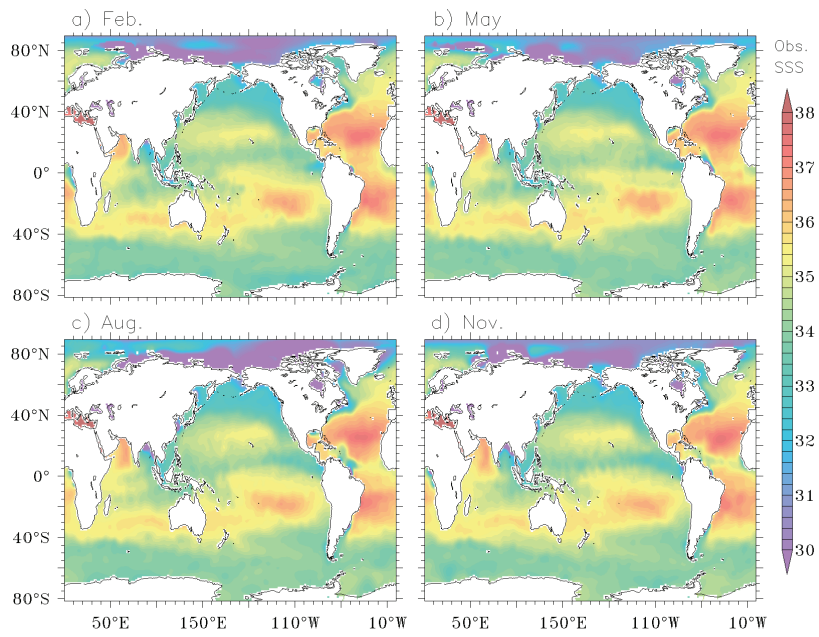 a) Feb.
b) May
Obs.
SSS
80°N
40°N
0°
40°S
80°S
38
37
36
35
34
33
32
31
30
c) Aug.
d) Nov.
80°N
40°N
0°
40°S
80°S
50°E 150°E 110°W 10°W 50°E 150°E 110°W 10°W